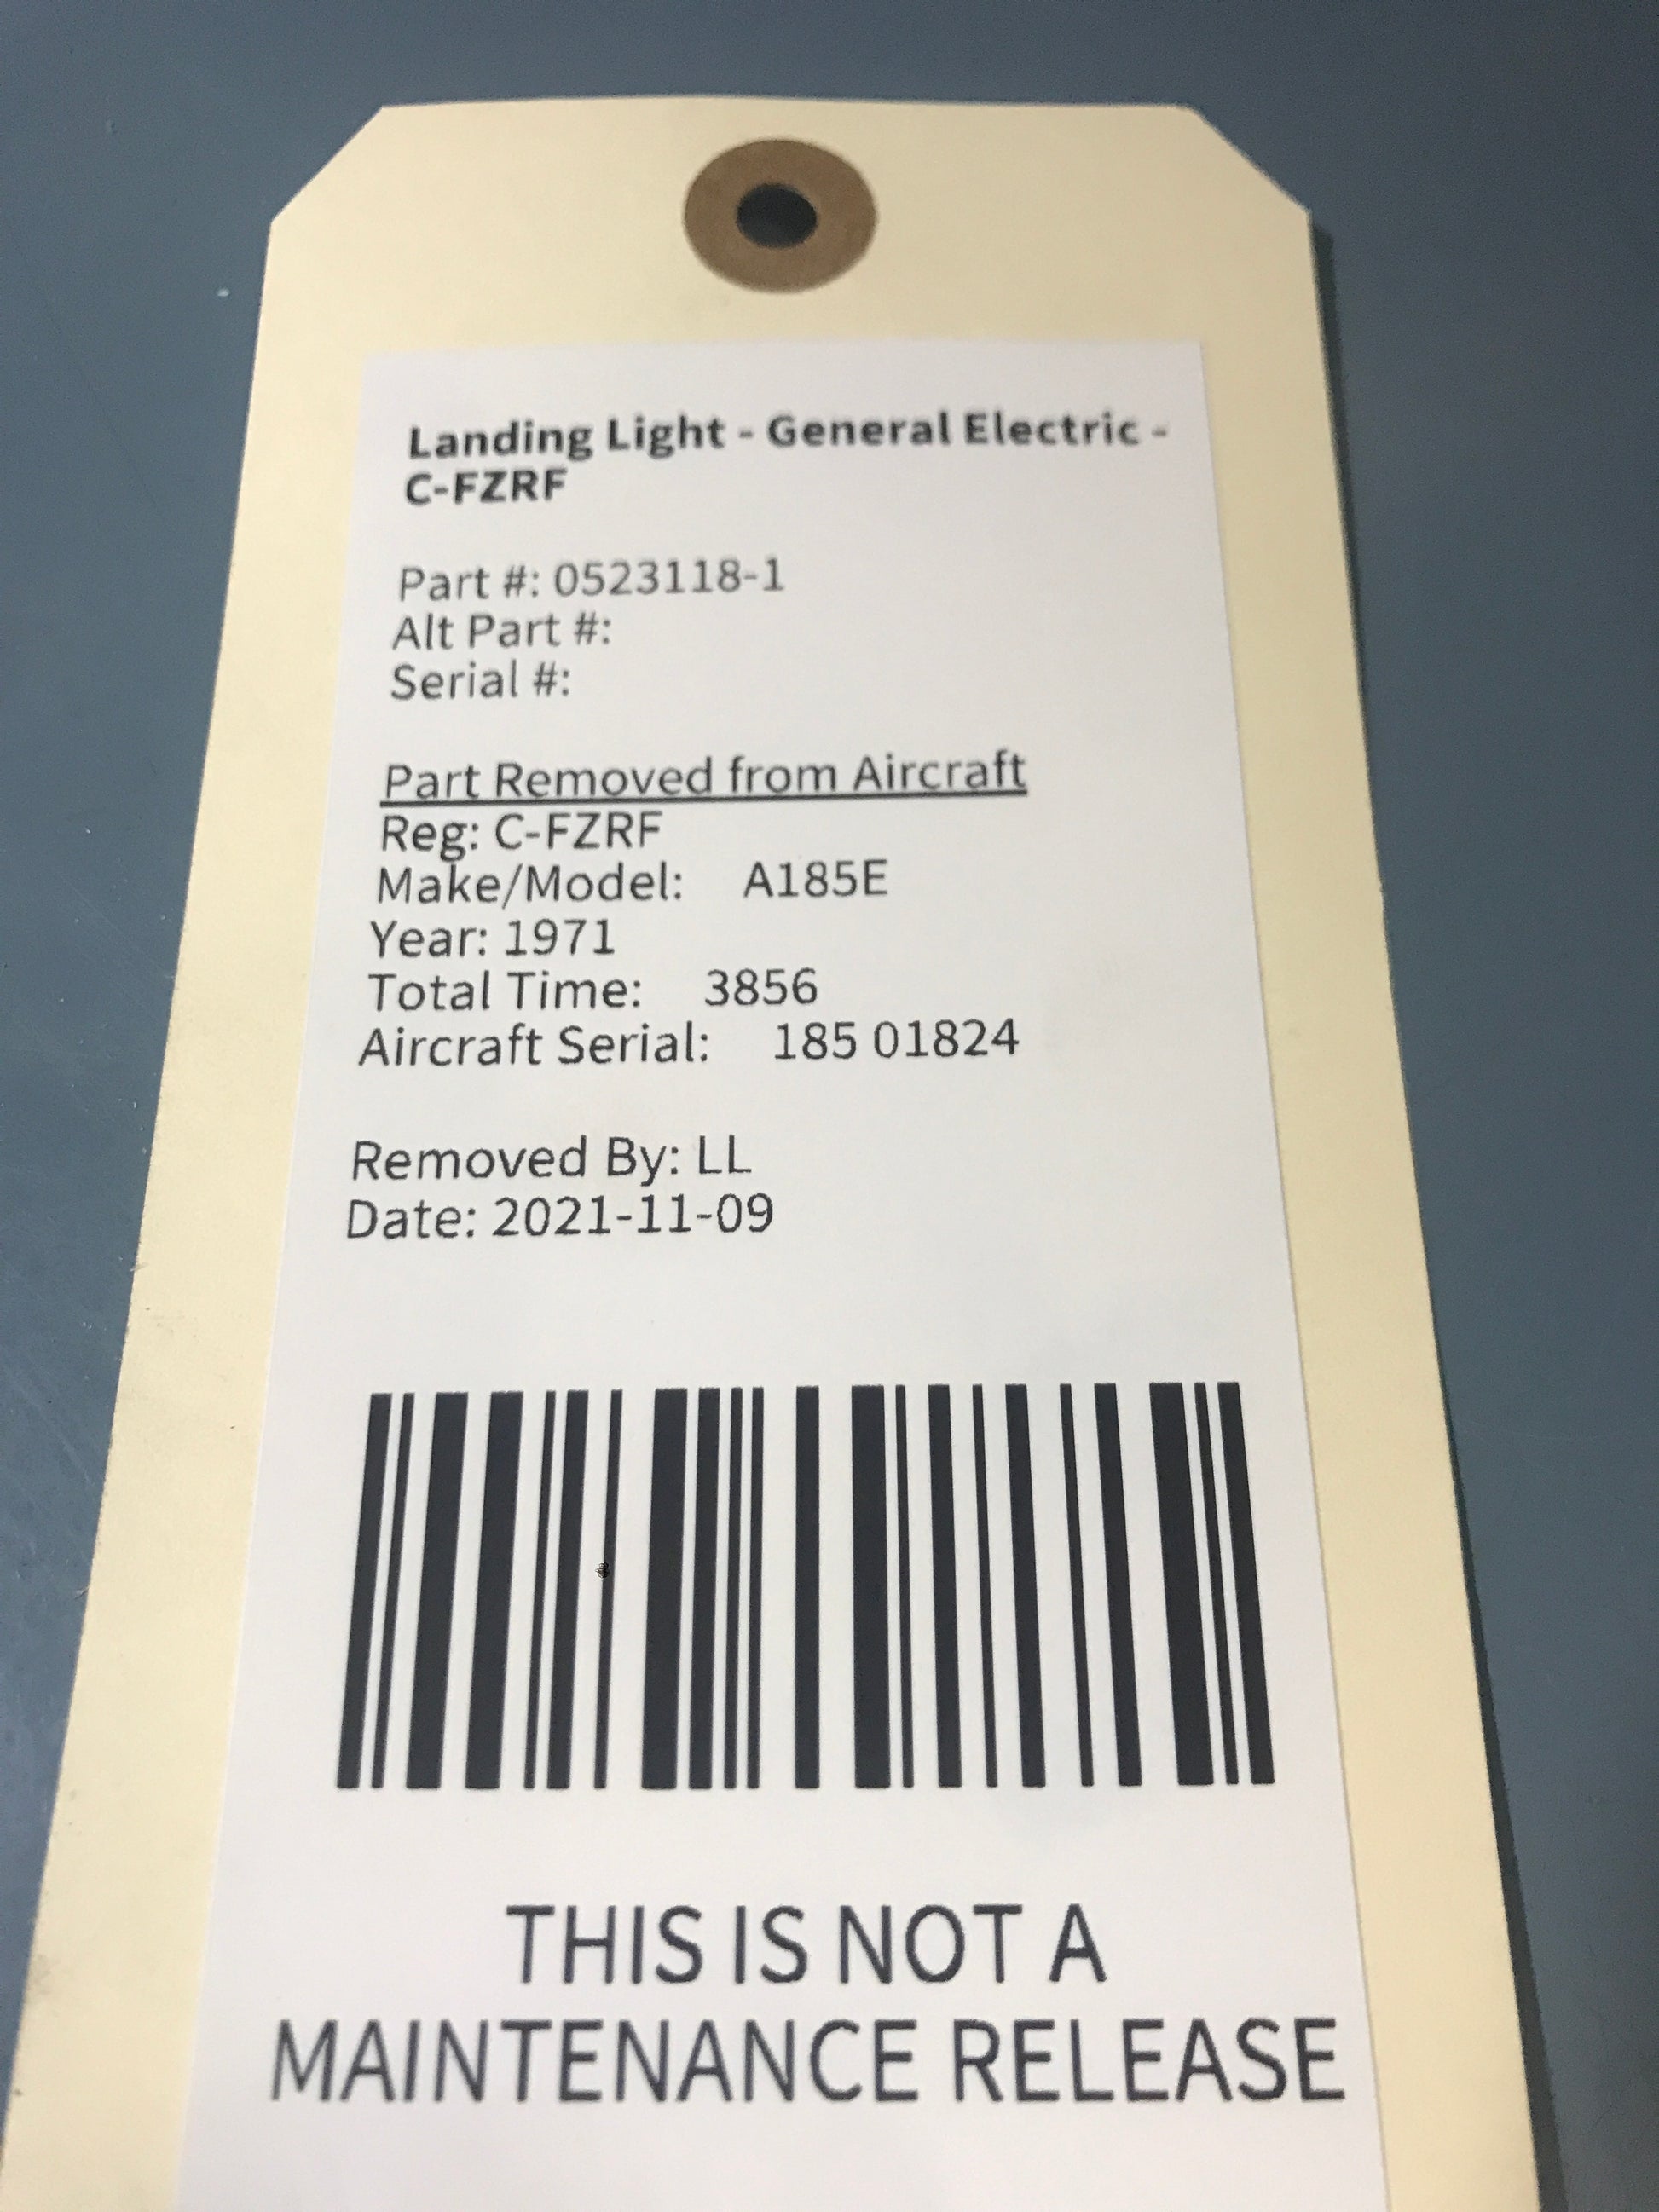 Landing Light - General Electric -
C-FZRF
Part #: 0523118-1
Alt Part #:
Serial #:
Part Removed from Aircraft
Reg: C-FZRF
Make/Model: A185E
Year: 1971
Total Time: 3856
Aircraft Serial: 185 01824
Removed By: LL
Date: 2021-11-09
THIS IS NOT A
MAINTENANCE RELEASE